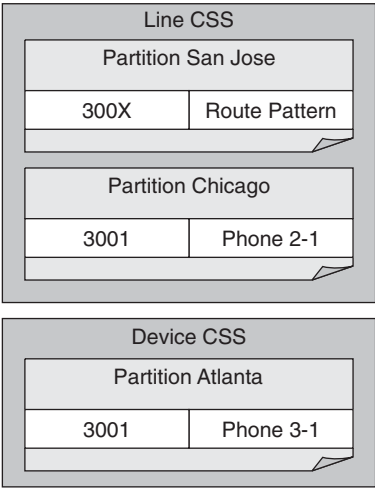 Line CSS
Partition San Jose
300X Route Pattern
Partition Chicago
3001 Phone 2-1
Device CSS
Partition Atlanta
3001 Phone 3-1